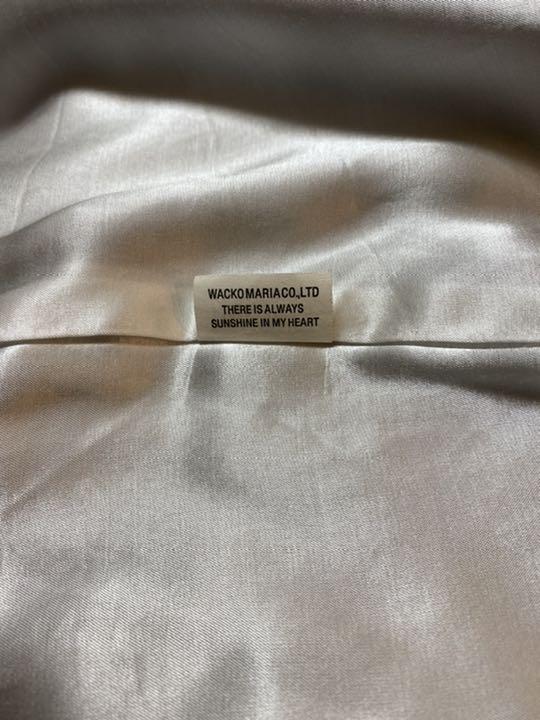 WACKO MARIA CO.,LTD
THERE IS ALWAYS
SUNSHINE IN MY HEART